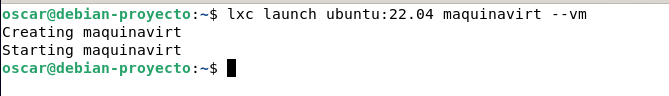 oscar@debian-proyecto:~$ lxc launch ubuntu:22.04 maquinavirt --vm
Creating maquinavirt
Starting maquinavirt
oscar@debian-proyecto:~$